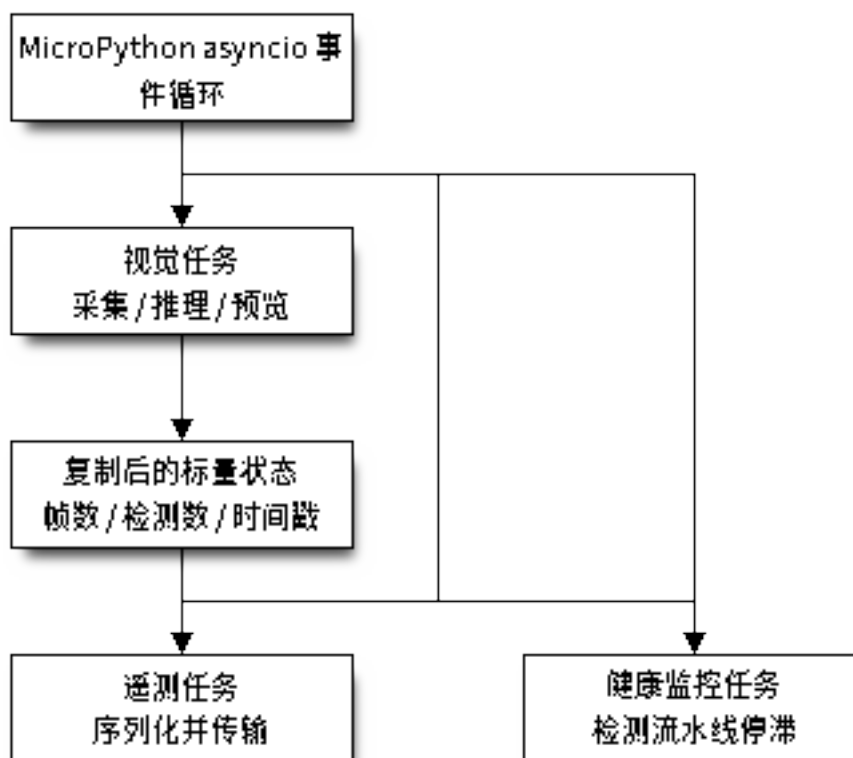 MicroPython asyncio 事
件循环
视觉任务
采集 / 推理 / 预览
复制后的标量状态
帧数 / 检测数 / 时间戳
遥测任务
序列化并传输
健康监控任务
检测流水线停滞